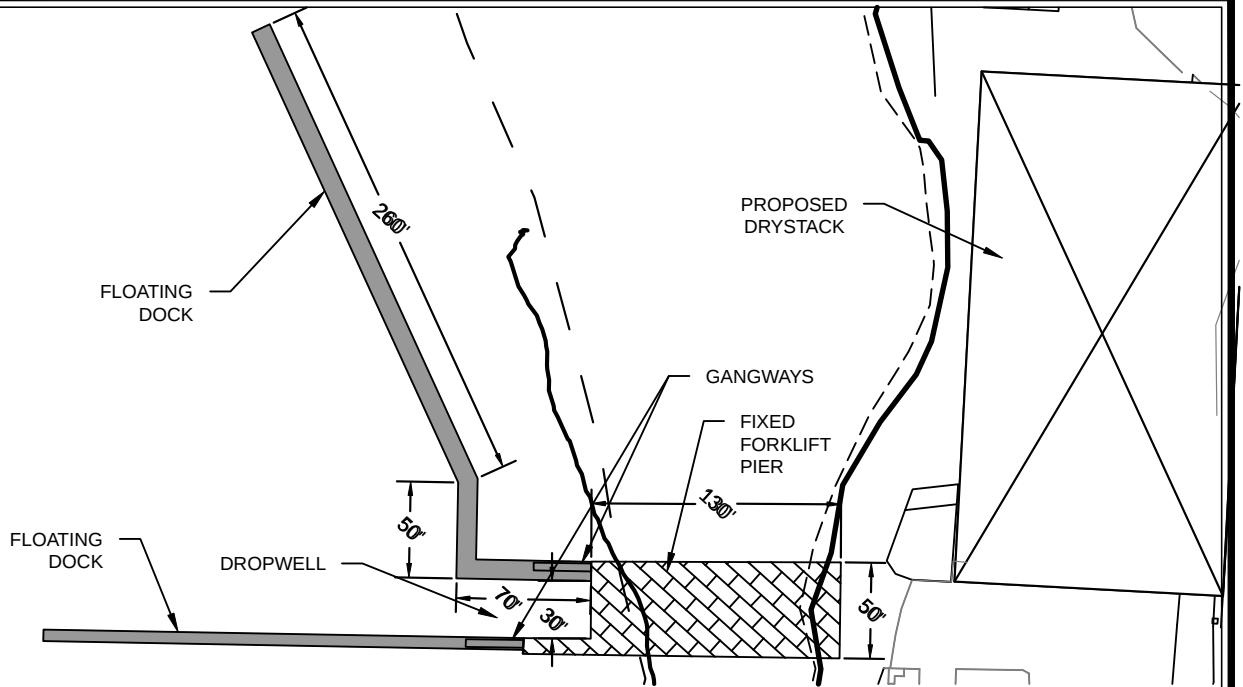 260'
PROPOSED
DRYSTACK
FLOATING
DOCK
GANGWAYS
FIXED
FORKLIFT
PIER
130'
50'
FLOATING
DOCK
DROPWELL
70'
30'
50'